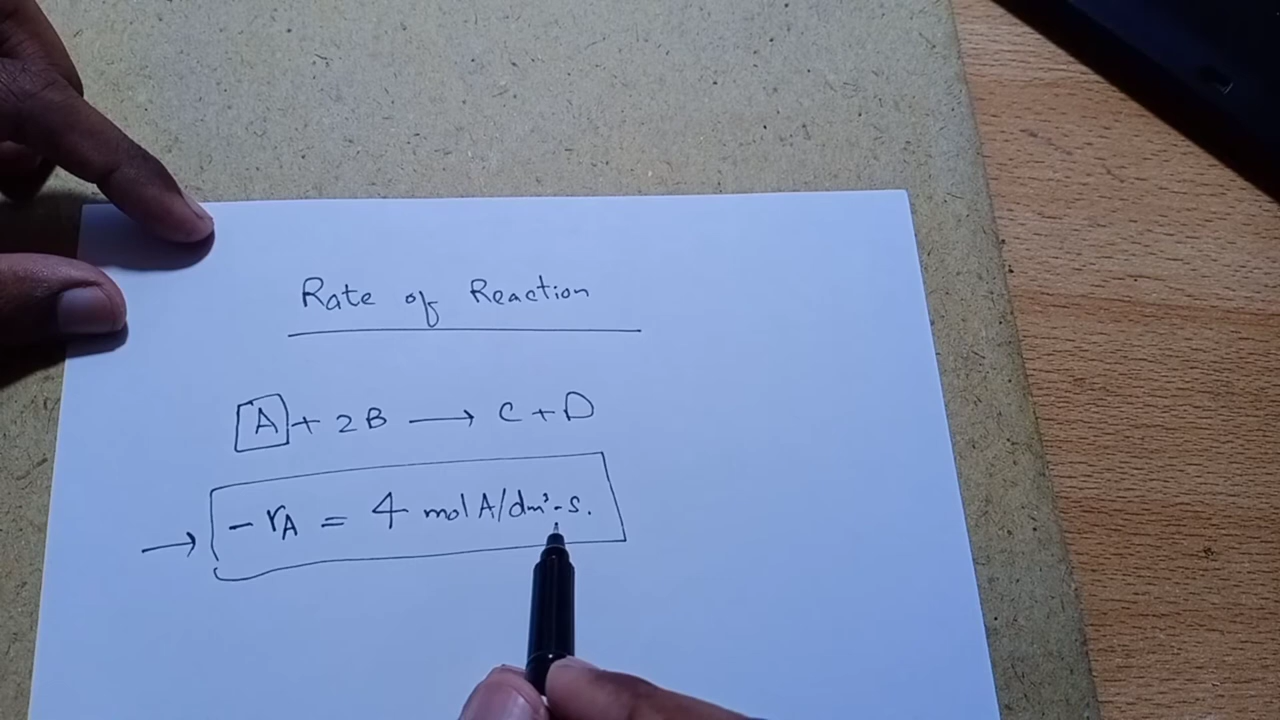 Rate of Reaction
A + 2B → C + D
→ -rA = 4 mol A/dm³-s.